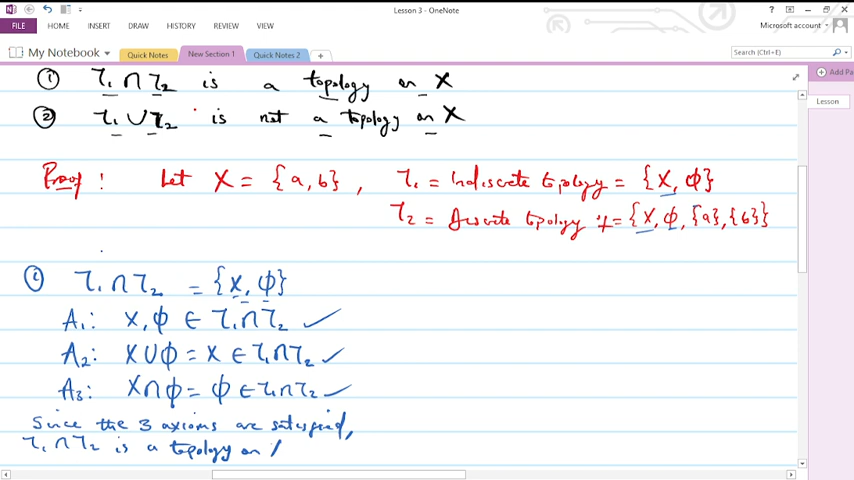 Lesson 3 - OneNote
FILE HOME INSERT DRAW HISTORY REVIEW VIEW
Microsoft account
My Notebook Quick Notes New Section 1 Quick Notes 2 +
Search (Ctrl+E)
Add Pa
Lesson
① τ₁ ∩ τ₂ is a topology on X
② τ₁ ∪ τ₂ is not a topology on X
Proof : Let X = {a, b} , τ₁ = Indiscrete topology = {X, ϕ}
τ₂ = Discrete topology = {X, ϕ, {a}, {b}}
① τ₁ ∩ τ₂ = {X, ϕ}
A₁: X, ϕ ∈ τ₁ ∩ τ₂ ✓
A₂: X ∪ ϕ = X ∈ τ₁ ∩ τ₂ ✓
A₃: X ∩ ϕ = ϕ ∈ τ₁ ∩ τ₂ ✓
Since the 3 axioms are satisfied,
τ₁ ∩ τ₂ is a topology on